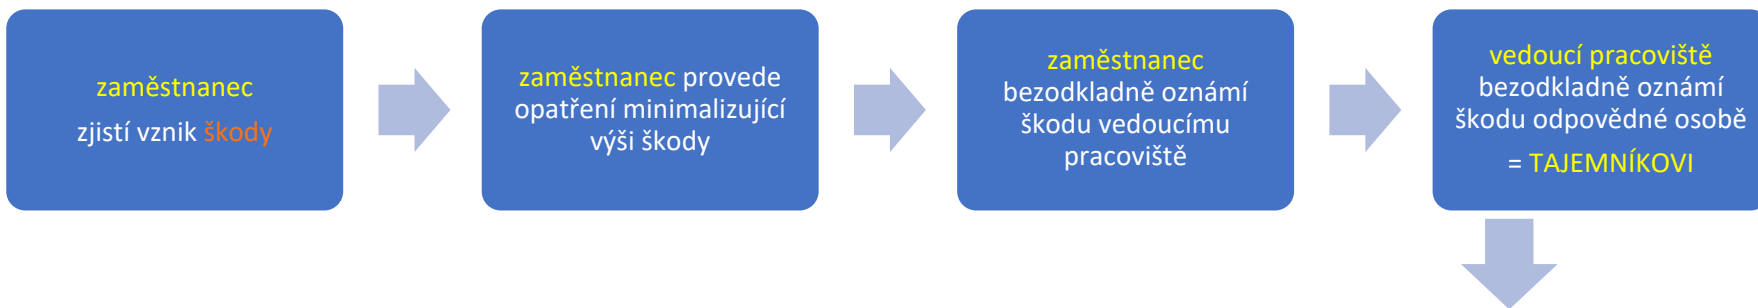 zaměstnanec
zjistí vznik škody
zaměstnanec provede
opatření minimalizující
výši škody
zaměstnanec
bezodkladně oznámí
škodu vedoucímu
pracoviště
vedoucí pracoviště
bezodkladně oznámí
škodu odpovědné osobě
= TAJEMNÍKOVI